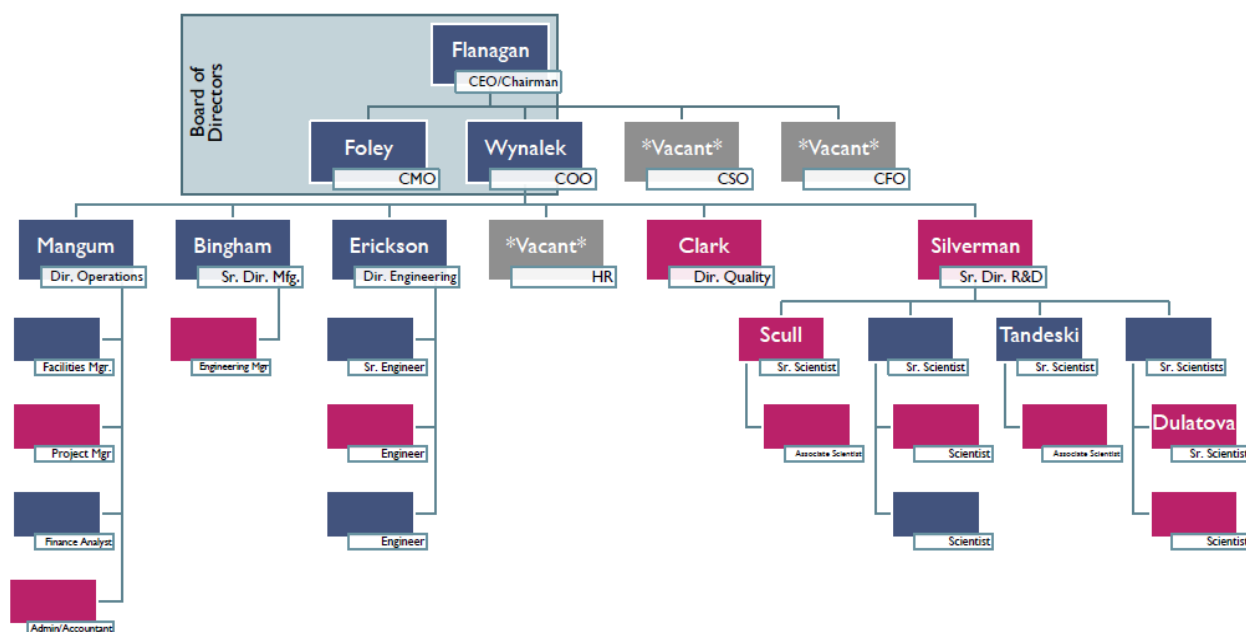 Board of
Directors
Flanagan
CEO/Chairman
Foley
CMO
Wynalek
COO
*Vacant*
CSO
*Vacant*
CFO
Mangum
Dir. Operations
Bingham
Sr. Dir. Mfg.
Erickson
Dir. Engineering
*Vacant*
HR
Clark
Dir. Quality
Silverman
Sr. Dir. R&D
Facilities Mgr.
Engineering Mgr
Sr. Engineer
Scull
Sr. Scientist
Sr. Scientist
Tandeski
Sr. Scientist
Sr. Scientists
Project Mgr
Engineer
Associate Scientist
Scientist
Associate Scientist
Dulatova
Sr. Scientist
Finance Analyst
Engineer
Scientist
Scientist
Admin/Accountant